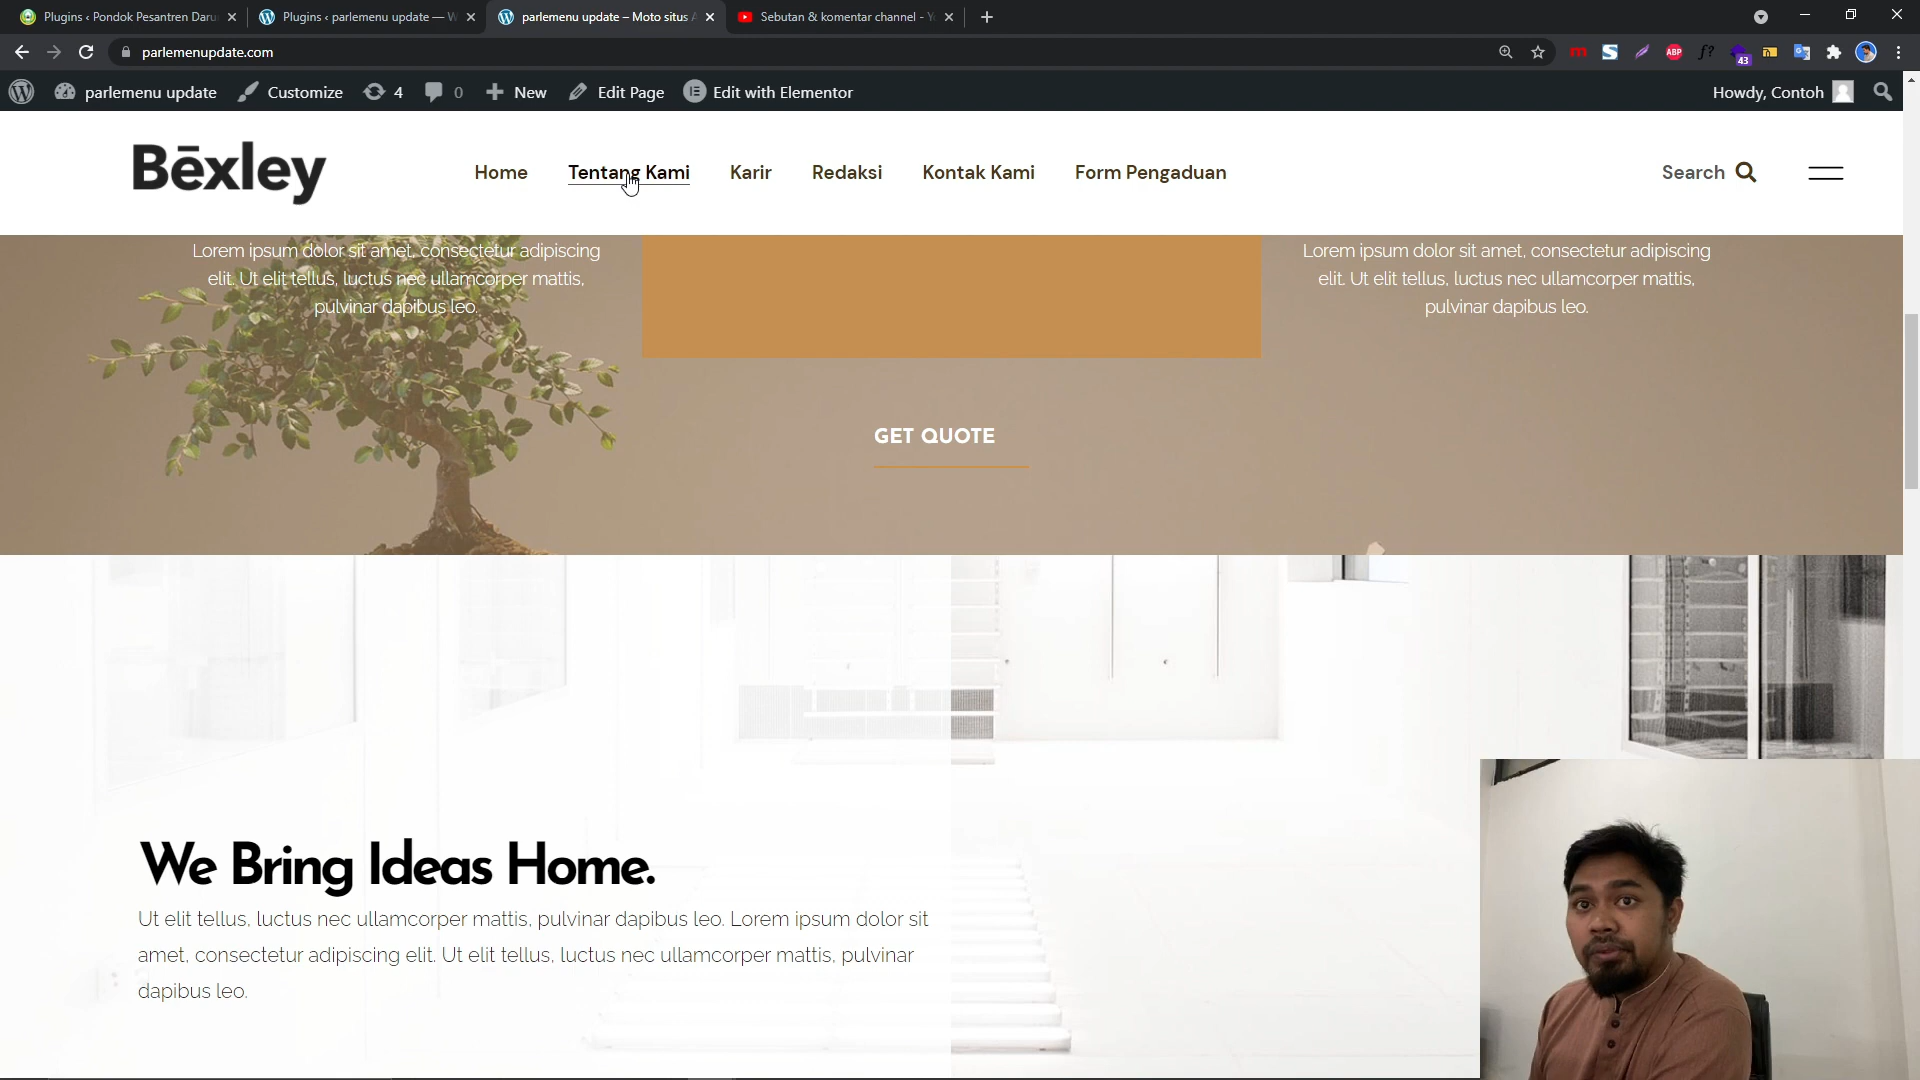 Plugins ‹ Pondok Pesantren Daru
Plugins ‹ parlemenu update — W
parlemenu update – Moto situs A
Sebutan & komentar channel - Y
parlemenupdate.com
ABP
f?
43
parlemenu update
Customize
4
0
New
Edit Page
Edit with Elementor
Howdy, Contoh
Bēxley
Home
Tentang Kami
Karir
Redaksi
Kontak Kami
Form Pengaduan
Search
Lorem ipsum dolor sit amet, consectetur adipiscing
elit. Ut elit tellus, luctus nec ullamcorper mattis,
pulvinar dapibus leo.
Lorem ipsum dolor sit amet, consectetur adipiscing
elit. Ut elit tellus, luctus nec ullamcorper mattis,
pulvinar dapibus leo.
GET QUOTE
We Bring Ideas Home.
Ut elit tellus, luctus nec ullamcorper mattis, pulvinar dapibus leo. Lorem ipsum dolor sit
amet, consectetur adipiscing elit. Ut elit tellus, luctus nec ullamcorper mattis, pulvinar
dapibus leo.